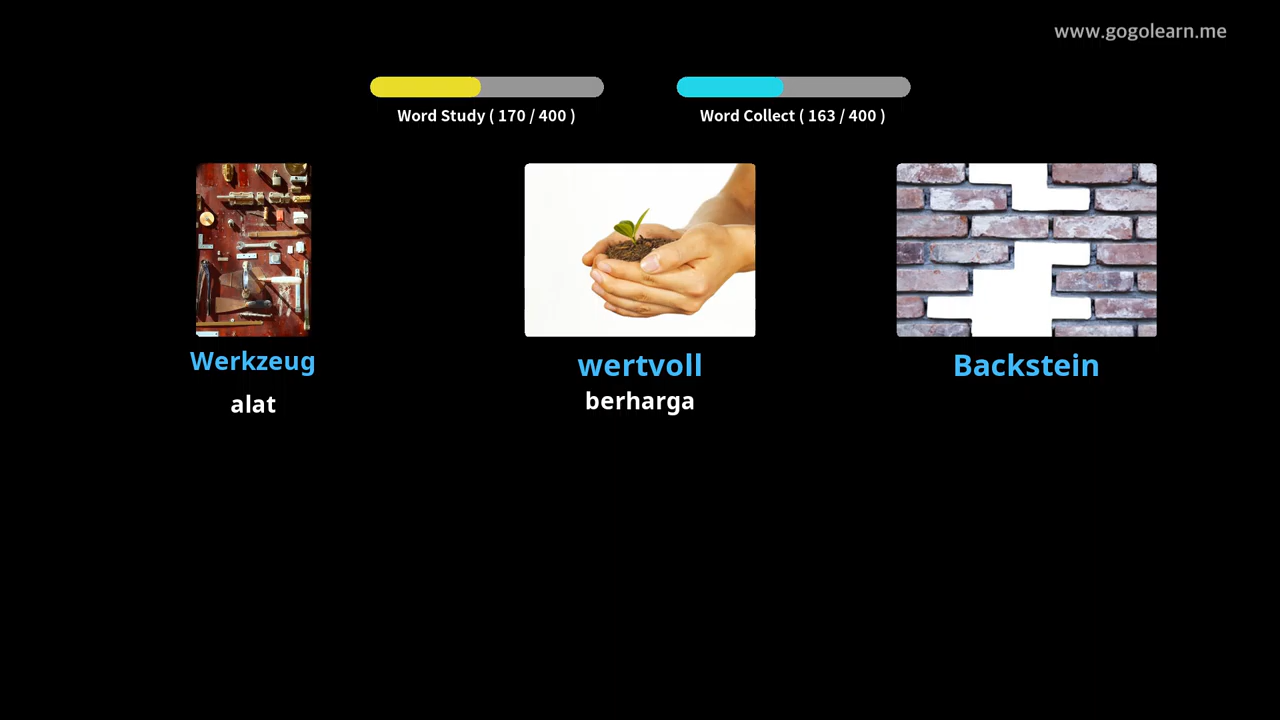 www.gogolearn.me
Word Study ( 170 / 400 )
Word Collect ( 163 / 400 )
Werkzeug
alat
wertvoll
berharga
Backstein